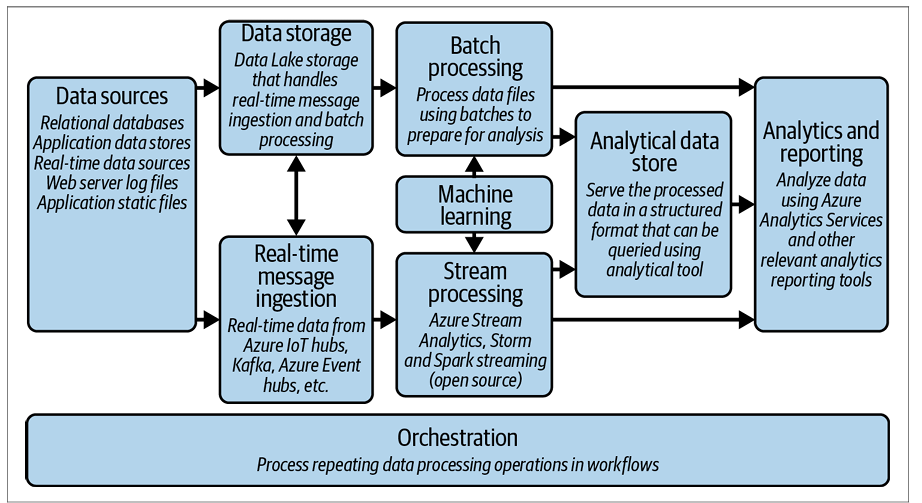 Data sources
Relational databases
Application data stores
Real-time data sources
Web server log files
Application static files
Data storage
Data Lake storage
that handles
real-time message
ingestion and batch
processing
Real-time
message
ingestion
Real-time data from
Azure IoT hubs,
Kafka, Azure Event
hubs, etc.
Batch
processing
Process data files
using batches to
prepare for analysis
Machine
learning
Stream
processing
Azure Stream
Analytics, Storm
and Spark streaming
(open source)
Analytical data
store
Serve the processed
data in a structured
format that can be
queried using
analytical tool
Analytics and
reporting
Analyze data
using Azure
Analytics Services
and other
relevant analytics
reporting tools
Orchestration
Process repeating data processing operations in workflows